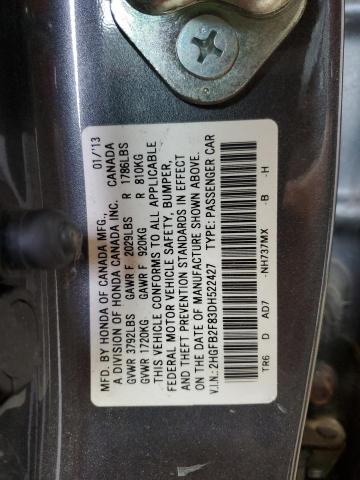 MFD. BY HONDA OF CANADA MFG., 01/'13
A DIVISION OF HONDA CANADA INC. CANADA
GVWR 3792LBS GAWR F 2029LBS R 1786LBS
GVWR 1720KG GAWR F 920KG R 810KG
THIS VEHICLE CONFORMS TO ALL APPLICABLE
FEDERAL MOTOR VEHICLE SAFETY, BUMPER,
AND THEFT PREVENTION STANDARDS IN EFFECT
ON THE DATE OF MANUFACTURE SHOWN ABOVE.
V.I.N.: 2HGFB2F83DH522427 TYPE: PASSENGER CAR
TR6 D AD7 -NH737MX -B -H